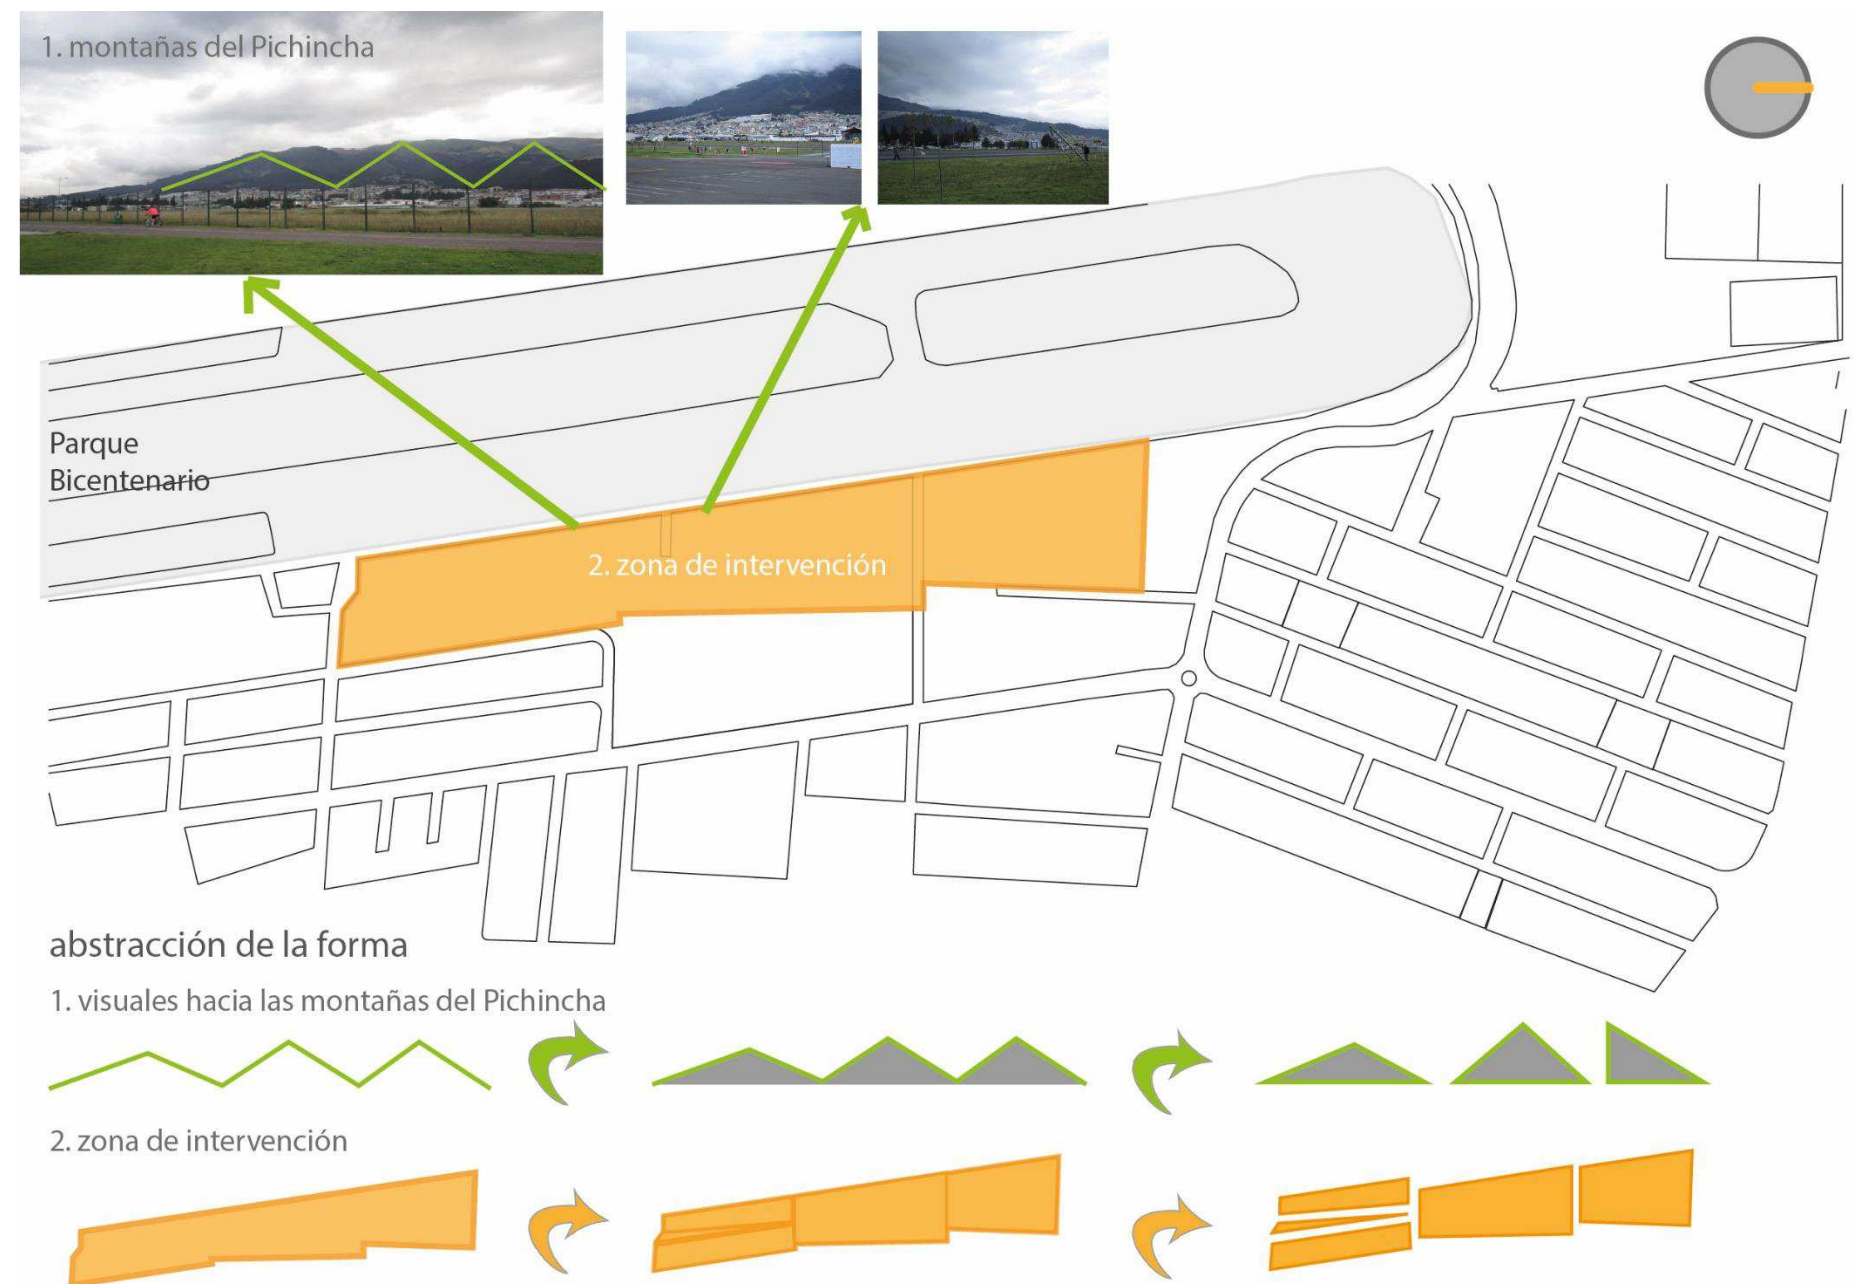 1. montañas del Pichincha
Parque
Bicentenario
2. zona de intervención
abstracción de la forma
1. visuales hacia las montañas del Pichincha
2. zona de intervención